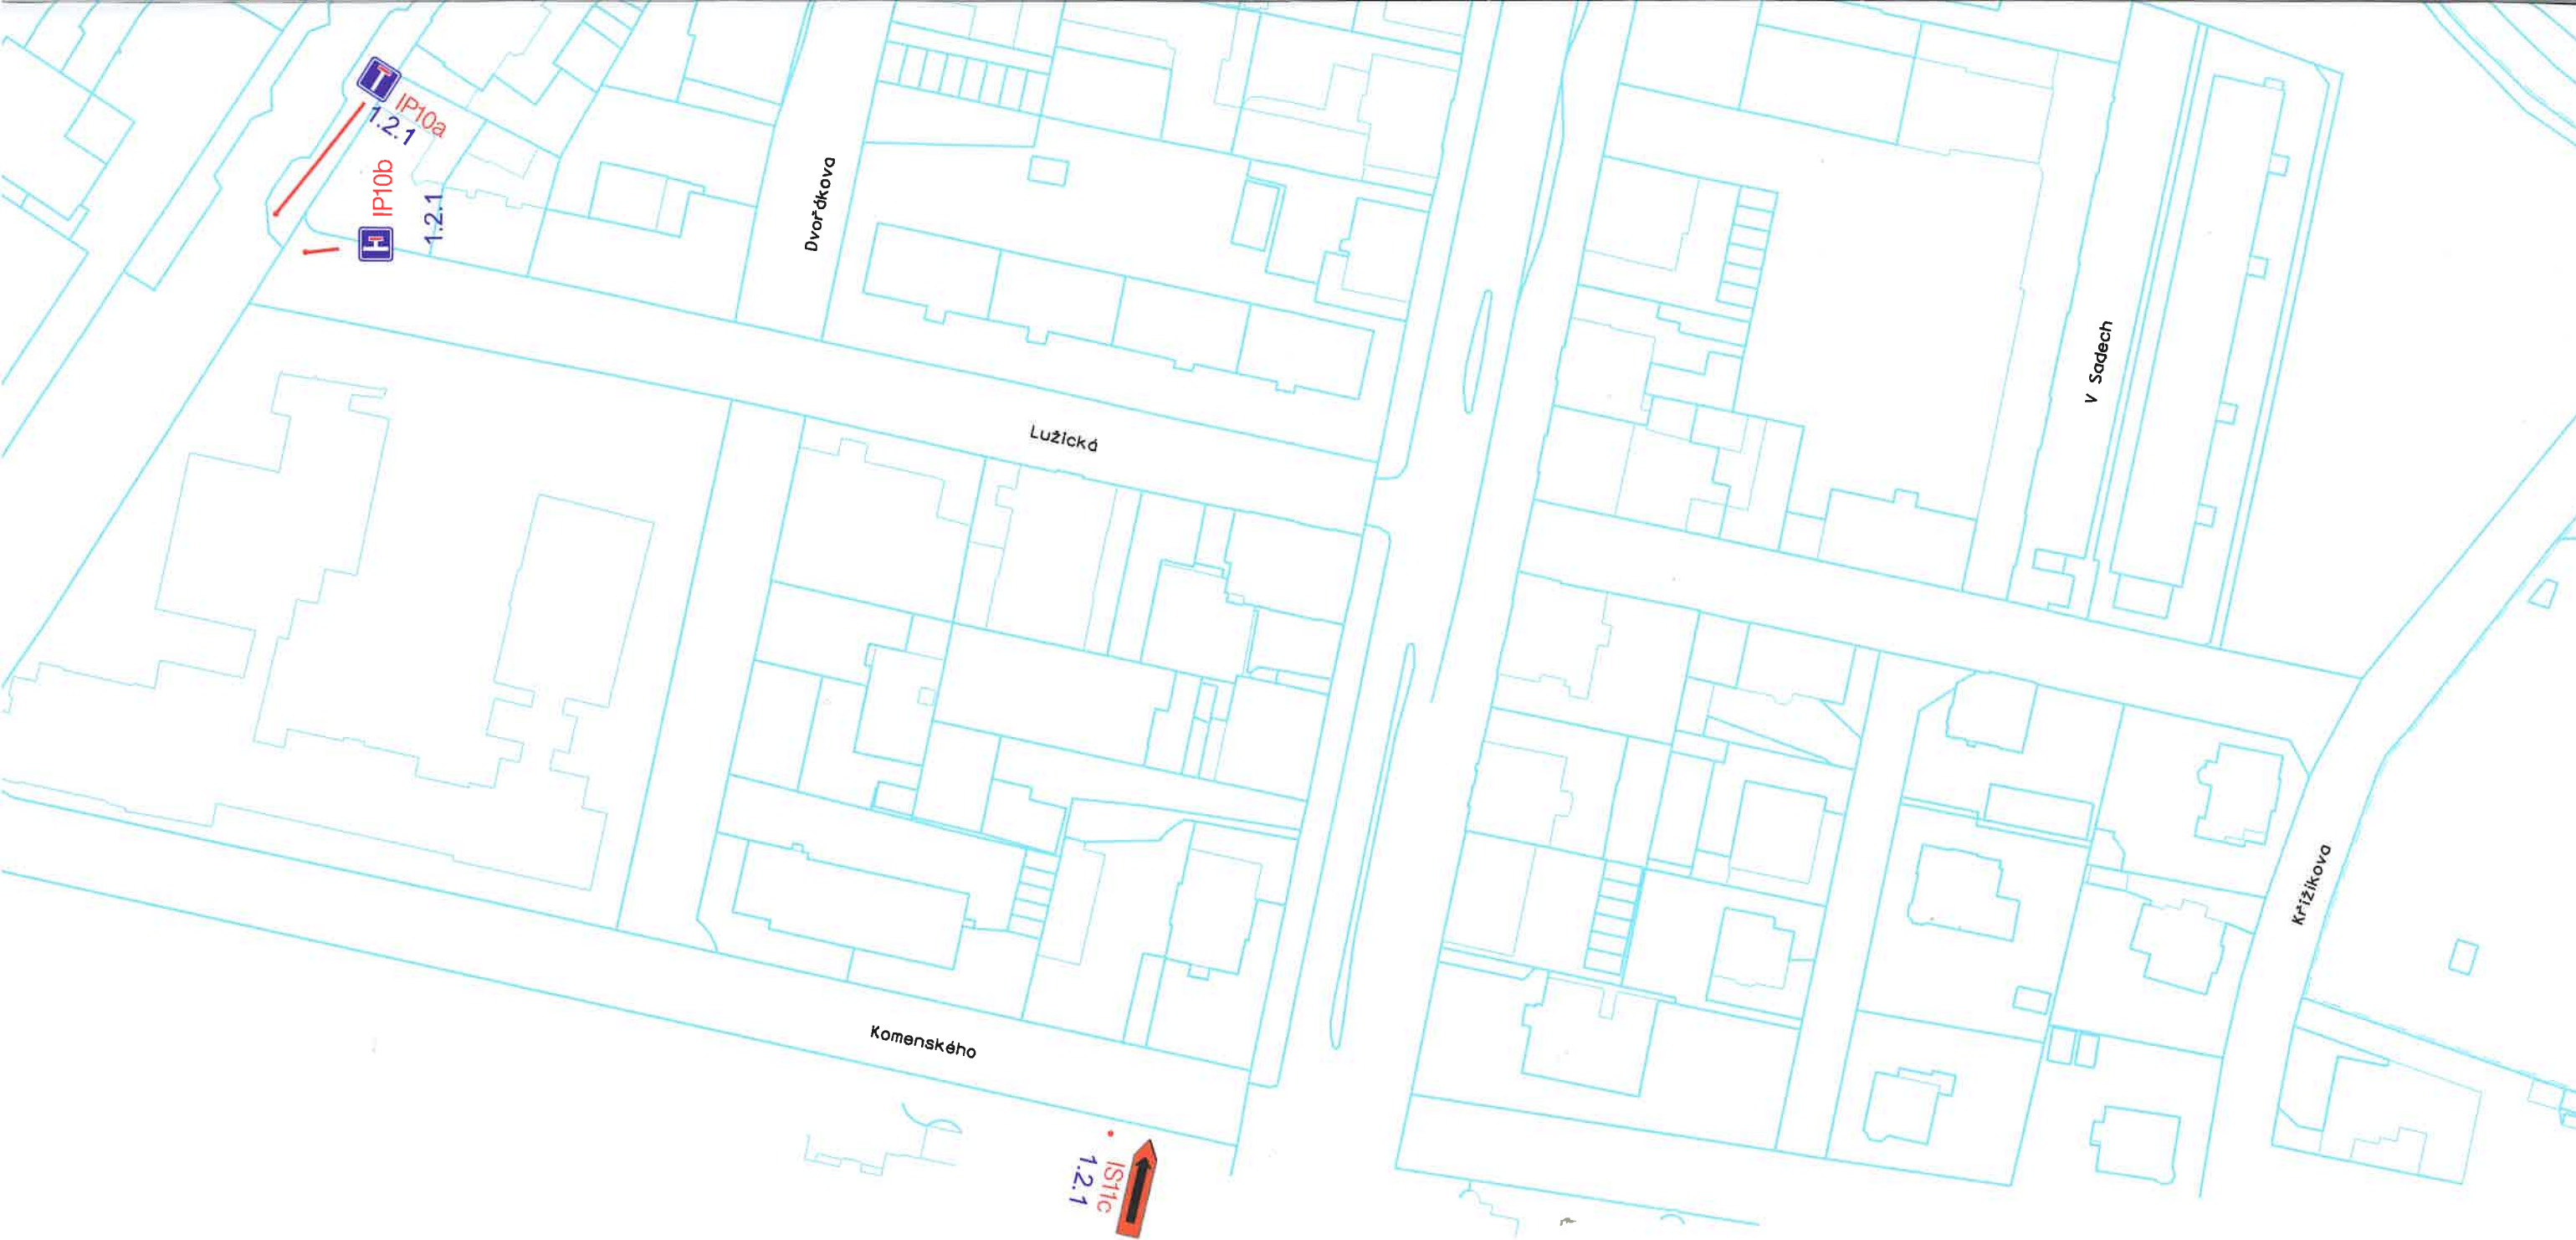 IP10a
1.2.1
IP10b
1.2.1
Dvořákova
Lužická
V Sadech
Křižíkova
Komenského
IS11c
1.2.1